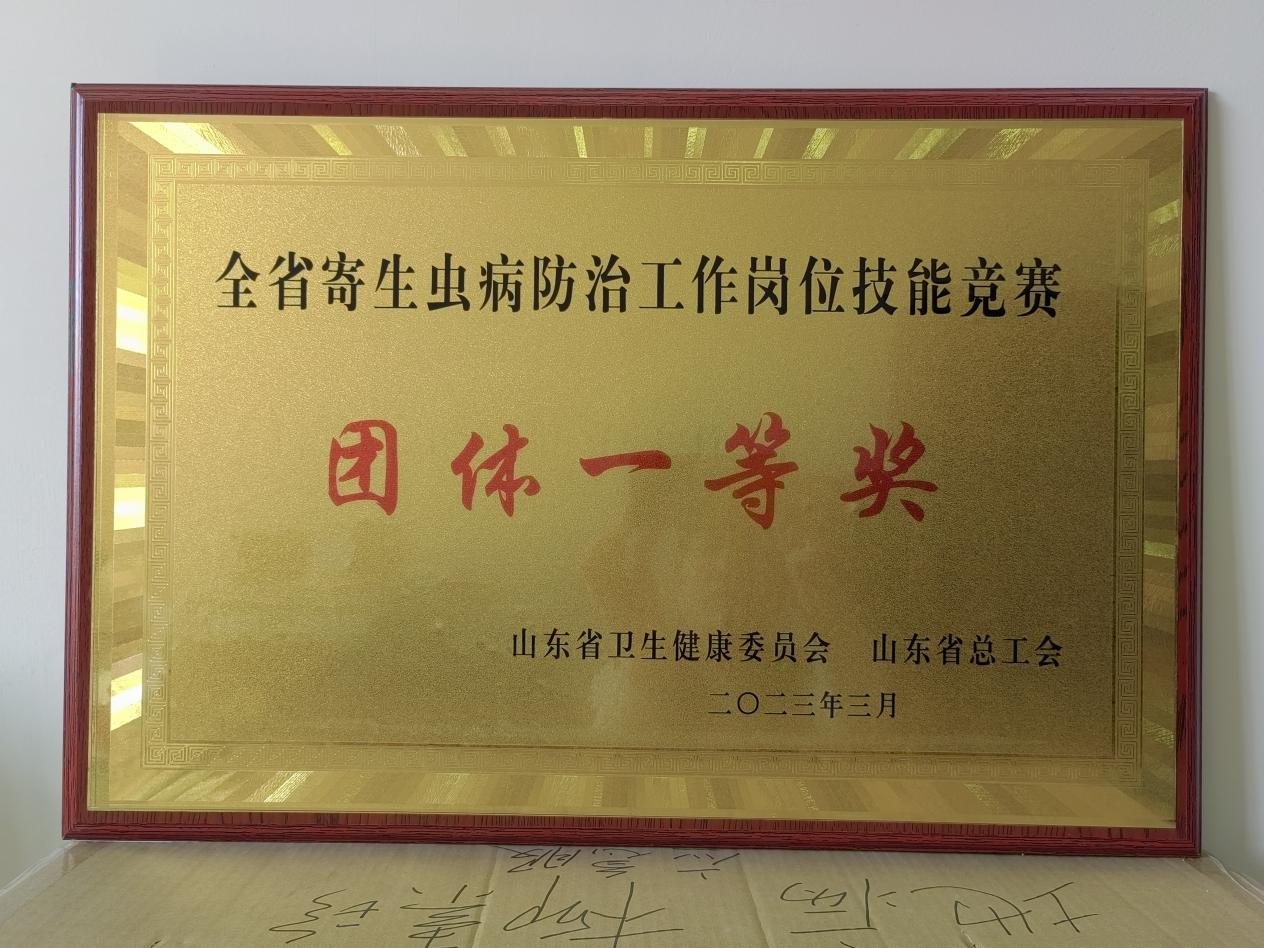 全省寄生虫病防治工作岗位技能竞赛
团体一等奖
山东省卫生健康委员会 山东省总工会
二〇二三年三月